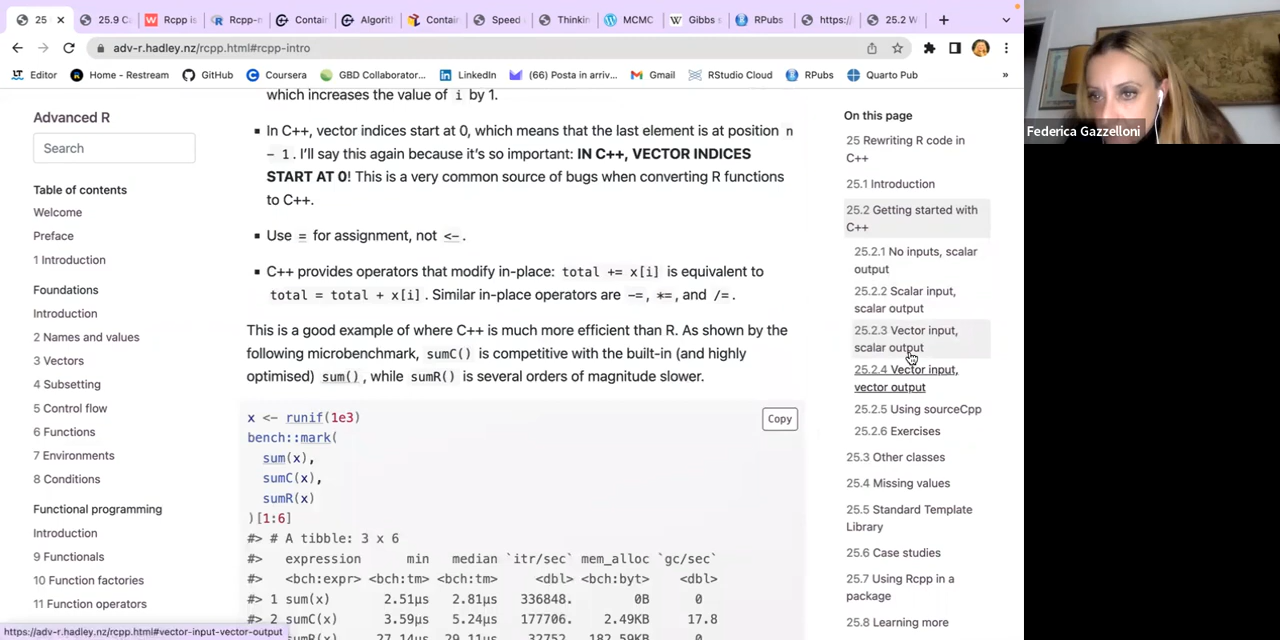 25
25.9 C
Rcpp is
Rcpp-
Contain
Algorit
Contain
Speed
Thinkin
MCMC
Gibbs s
RPubs
https:/
25.2 W
adv-r.hadley.nz/rcpp.html#rcpp-intro
Editor
Home - Restream
GitHub
Coursera
GBD Collaborator...
LinkedIn
(66) Posta in arriv...
Gmail
RStudio Cloud
RPubs
Quarto Pub
»
Advanced R
Search
Table of contents
Welcome
Preface
1 Introduction
Foundations
Introduction
2 Names and values
3 Vectors
4 Subsetting
5 Control flow
6 Functions
7 Environments
8 Conditions
Functional programming
Introduction
9 Functionals
10 Function factories
11 Function operators
which increases the value of i by 1.
In C++, vector indices start at 0, which means that the last element is at position n
- 1. I'll say this again because it's so important: IN C++, VECTOR INDICES
START AT 0! This is a very common source of bugs when converting R functions
to C++.
Use = for assignment, not <-.
C++ provides operators that modify in-place: total += x[i] is equivalent to
total = total + x[i]. Similar in-place operators are -=, *=, and /=.
This is a good example of where C++ is much more efficient than R. As shown by the
following microbenchmark, sumC() is competitive with the built-in (and highly
optimised) sum(), while sumR() is several orders of magnitude slower.
x <- runif(1e3)
Copy
bench::mark(
sum(x),
sumC(x),
sumR(x)
)[1:6]
#> # A tibble: 3 x 6
#> expression min median `itr/sec` mem_alloc `gc/sec`
#> <bch:expr> <bch:tm> <bch:tm> <dbl> <bch:byt> <dbl>
#> 1 sum(x) 2.51µs 2.81µs 336848. 0B 0
#> 2 sumC(x) 3.59µs 5.24µs 177706. 2.49KB 17.8
sumR(x) 27.14µs 29.11µs 32752. 182.59KB 0
On this page
25 Rewriting R code in
C++
25.1 Introduction
25.2 Getting started with
C++
25.2.1 No inputs, scalar
output
25.2.2 Scalar input,
scalar output
25.2.3 Vector input,
scalar output
25.2.4 Vector input,
vector output
25.2.5 Using sourceCpp
25.2.6 Exercises
25.3 Other classes
25.4 Missing values
25.5 Standard Template
Library
25.6 Case studies
25.7 Using Rcpp in a
package
25.8 Learning more
https://adv-r.hadley.nz/rcpp.html#vector-input-vector-output
Federica Gazzelloni